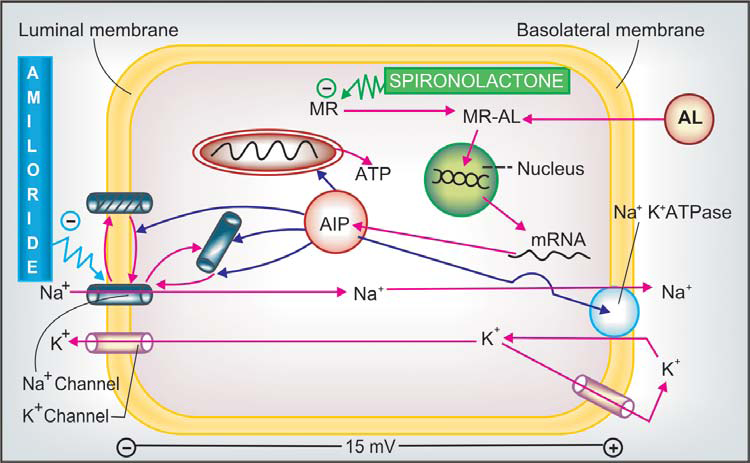 Luminal membrane
Basolateral membrane
AMILORIDE
SPIRONOLACTONE
−
MR
MR-AL
AL
Nucleus
ATP
AIP
mRNA
Na⁺ K⁺ATPase
−
Na⁺
Na⁺
Na⁺
K⁺
K⁺
K⁺
Na⁺ Channel
K⁺ Channel
− 15 mV +